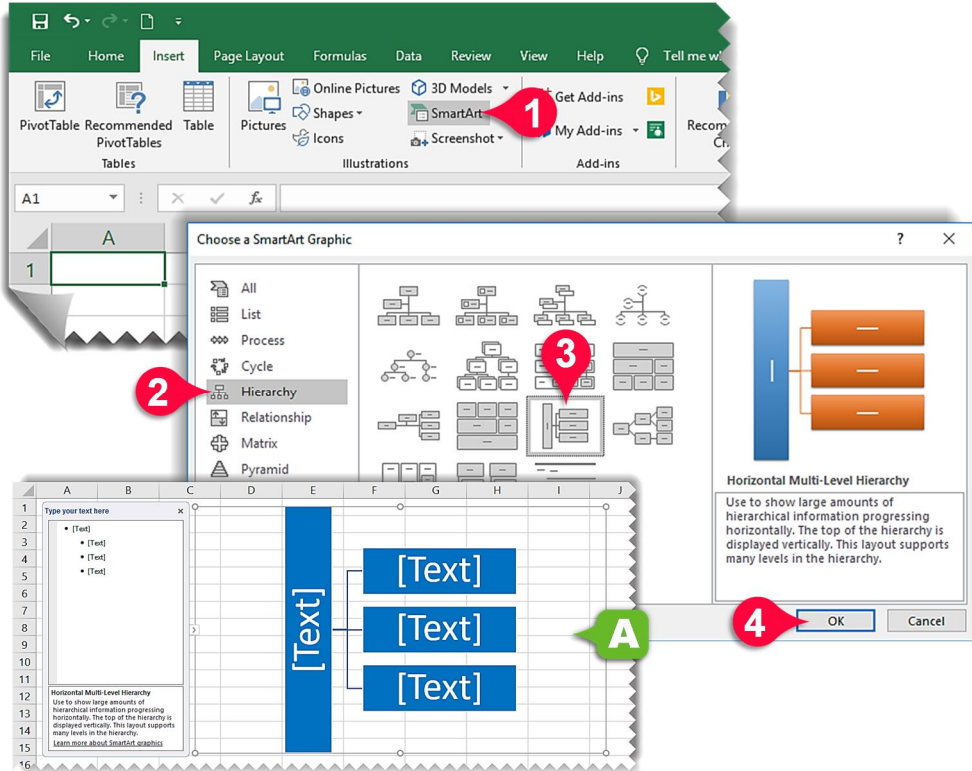 File Home Insert Page Layout Formulas Data Review View Help Tell me
PivotTable Recommended PivotTables Table
Tables
Pictures Online Pictures Shapes Icons 3D Models SmartArt Screenshot
Illustrations
Get Add-ins
My Add-ins
Add-ins
Recom
1
A1 fx
A
1
Choose a SmartArt Graphic ?
All
List
Process
Cycle
Hierarchy
Relationship
Matrix
Pyramid
2
3
Horizontal Multi-Level Hierarchy
Use to show large amounts of
hierarchical information progressing
horizontally. The top of the hierarchy is
displayed vertically. This layout supports
many levels in the hierarchy.
4
OK Cancel
A B C D E F G H I J
1
2
3
4
5
6
7
8
9
10
11
12
13
14
15
16
Type your text here
[Text]
[Text]
[Text]
[Text]
Horizontal Multi-Level Hierarchy
Use to show large amounts of
hierarchical information progressing
horizontally. The top of the hierarchy is
displayed vertically. This layout supports
many levels in the hierarchy.
Learn more about SmartArt graphics
[Text]
[Text]
[Text]
[Text]
A